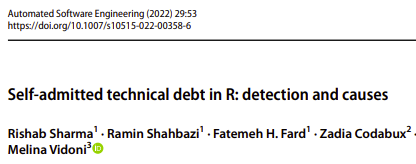 Automated Software Engineering (2022) 29:53
https://doi.org/10.1007/s10515-022-00358-6
Self-admitted technical debt in R: detection and causes
Rishab Sharma1 · Ramin Shahbazi1 · Fatemeh H. Fard1 · Zadia Codabux2 ·
Melina Vidoni3